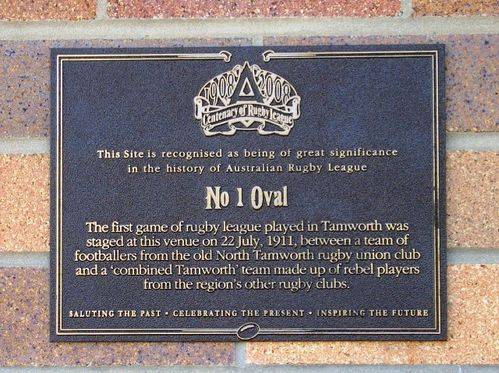 1908 2008
Centenary of Rugby League
This Site is recognised as being of great significance
in the history of Australian Rugby League
No 1 Oval
The first game of rugby league played in Tamworth was
staged at this venue on 22 July, 1911, between a team of
footballers from the old North Tamworth rugby union club
and a 'combined Tamworth' team made up of rebel players
from the region's other rugby clubs.
SALUTING THE PAST • CELEBRATING THE PRESENT • INSPIRING THE FUTURE